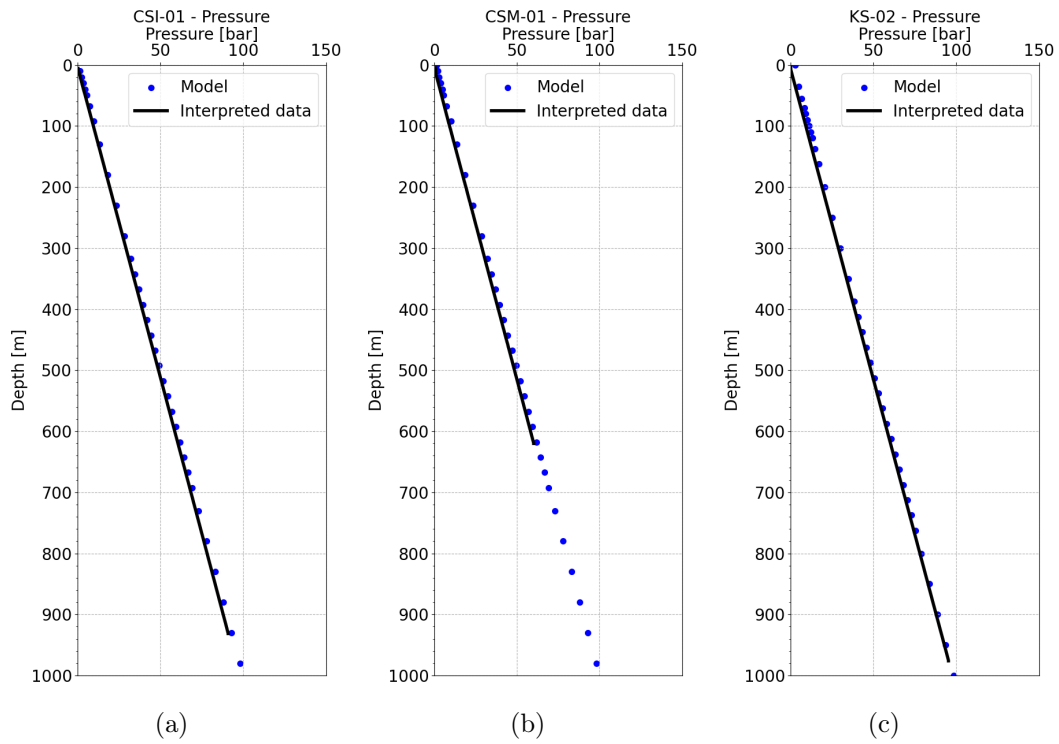 CSI-01 - Pressure
Pressure [bar]
0 50 100 150
0
100
200
300
400
500
600
700
800
900
1000
Depth [m]
Model
Interpreted data
(a)
CSM-01 - Pressure
Pressure [bar]
0 50 100 150
0
100
200
300
400
500
600
700
800
900
1000
Depth [m]
Model
Interpreted data
(b)
KS-02 - Pressure
Pressure [bar]
0 50 100 150
0
100
200
300
400
500
600
700
800
900
1000
Depth [m]
Model
Interpreted data
(c)